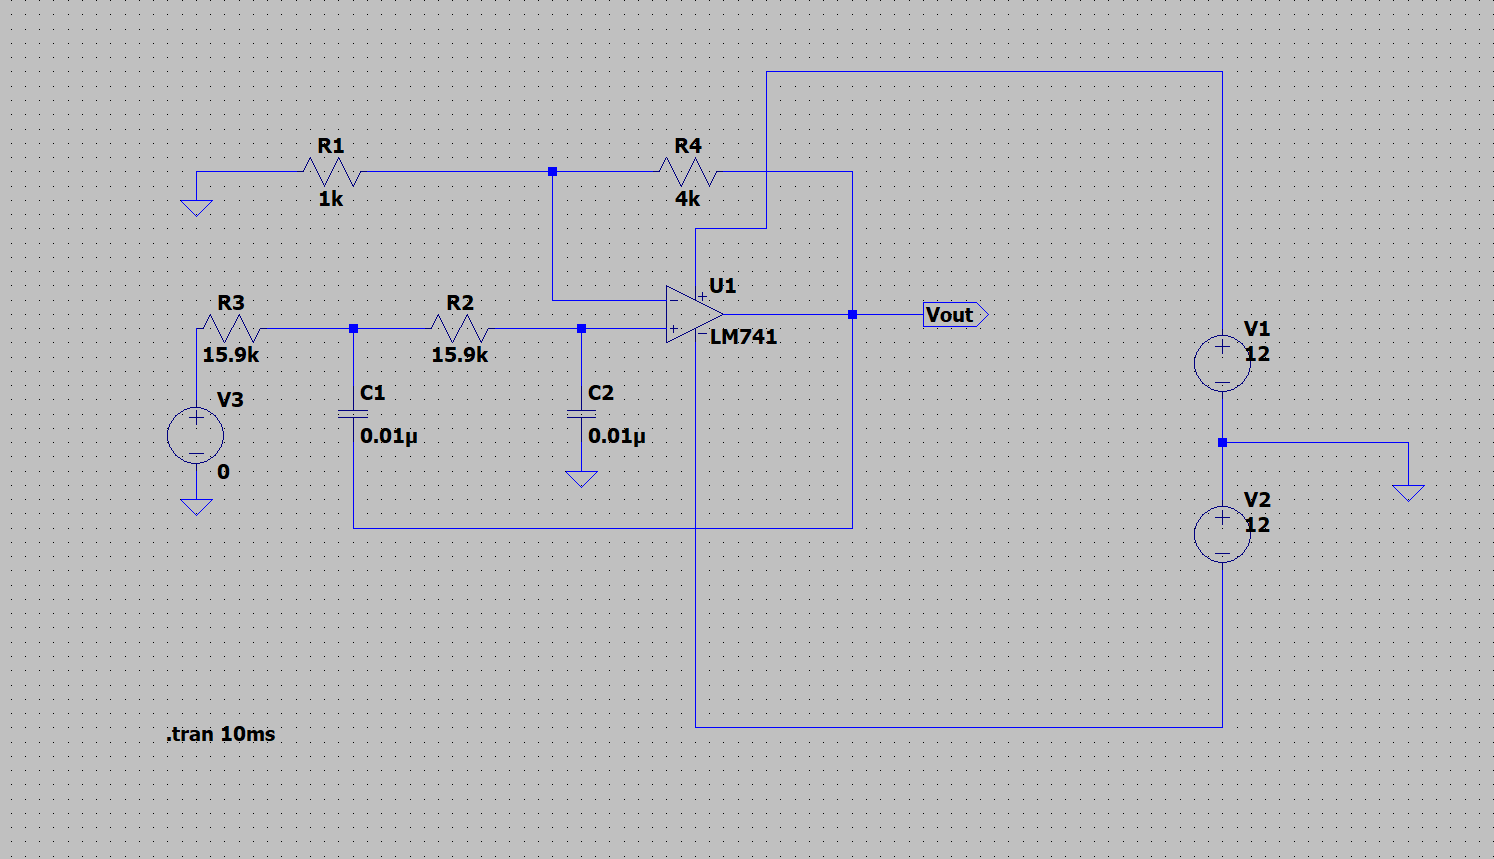 R1
1k
R4
4k
U1
LM741
R3
15.9k
R2
15.9k
Vout
V1
12
C1
0.01µ
C2
0.01µ
V3
0
V2
12
.tran 10ms